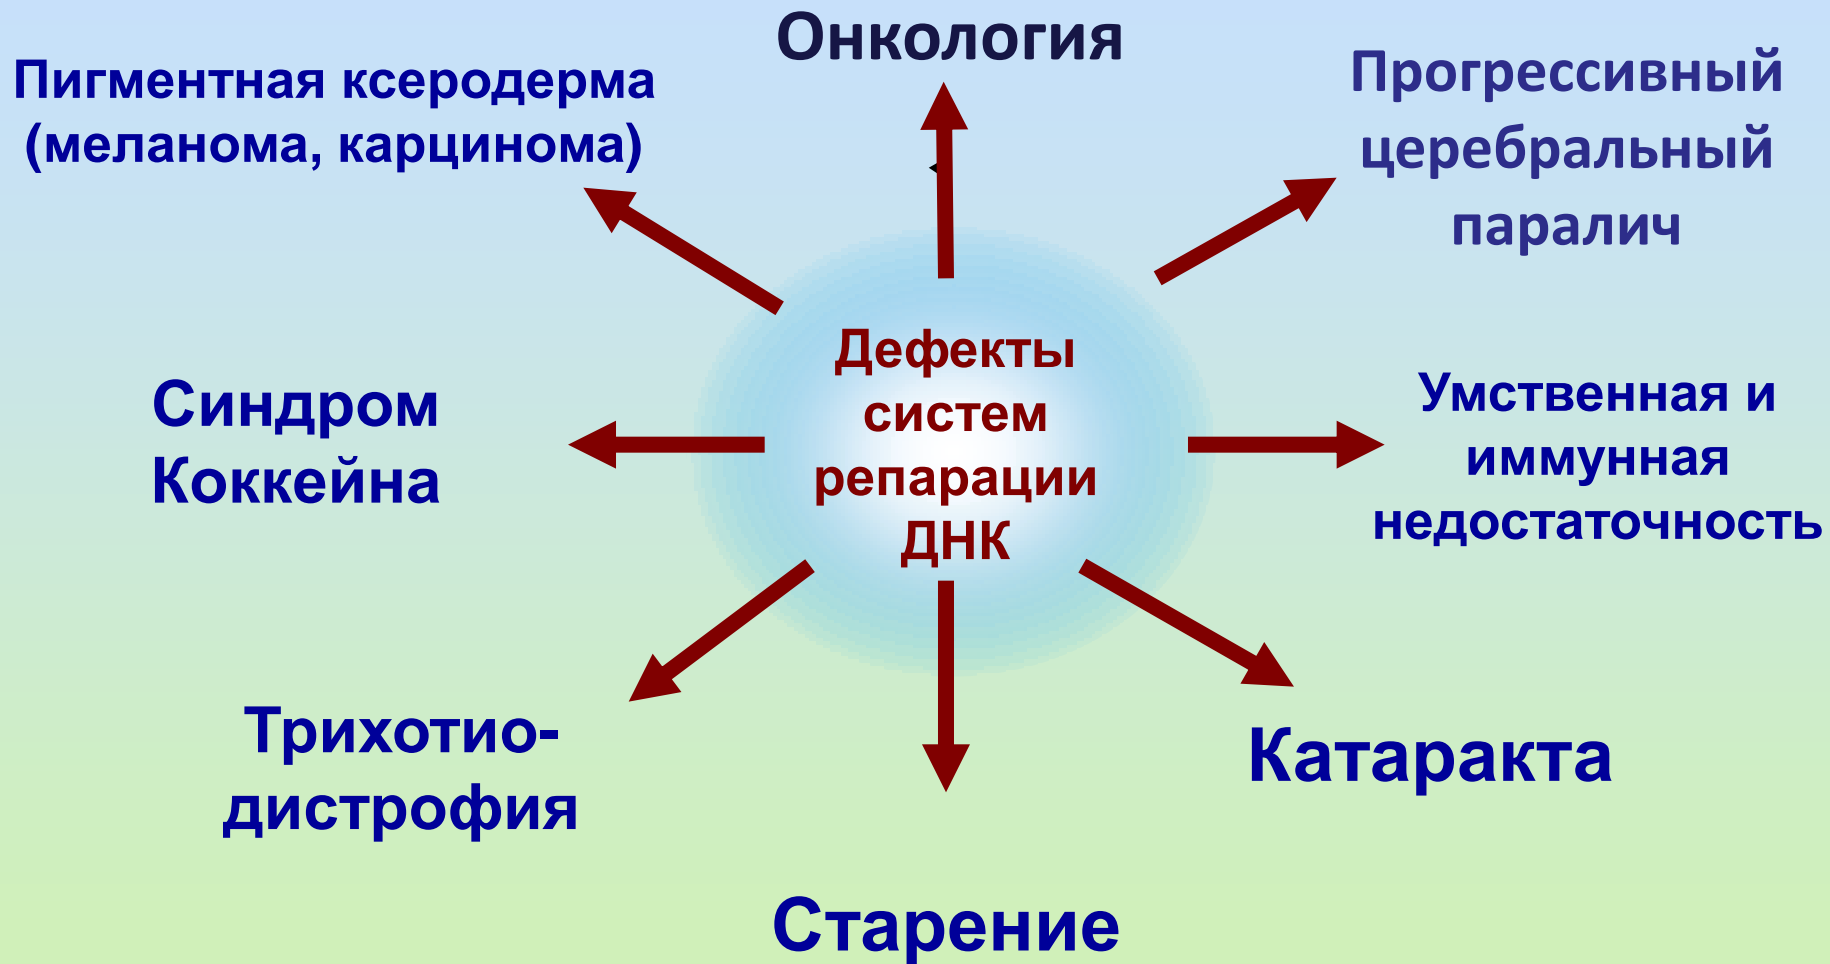 Онкология
Пигментная ксеродерма
(меланома, карцинома)
Прогрессивный
церебральный
паралич
Дефекты
систем
репарации
ДНК
Синдром
Коккейна
Умственная и
иммунная
недостаточность
Трихотио-
дистрофия
Катаракта
Старение